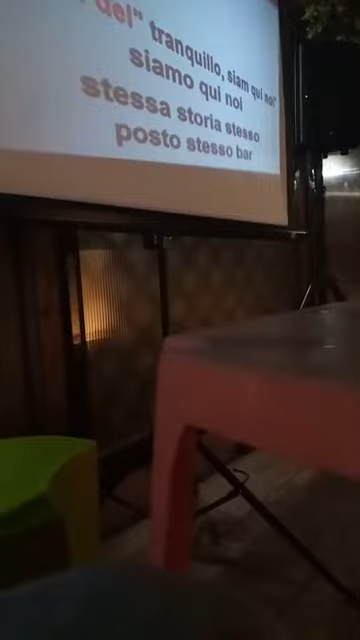 del" tranquillo, siam qui noi"
siamo qui noi
stessa storia stesso
posto stesso bar